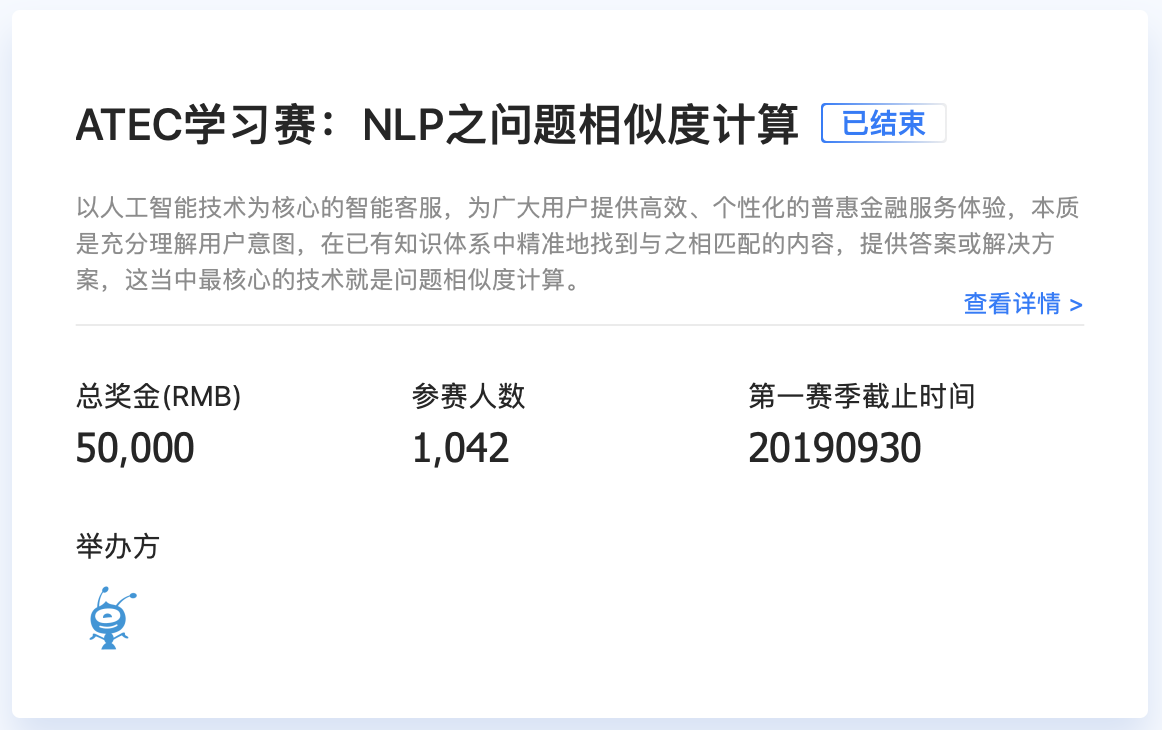 ATEC学习赛：NLP之问题相似度计算 已结束
以人工智能技术为核心的智能客服，为广大用户提供高效、个性化的普惠金融服务体验，本质
是充分理解用户意图，在已有知识体系中精准地找到与之相匹配的内容，提供答案或解决方
案，这当中最核心的技术就是问题相似度计算。
查看详情 >
总奖金(RMB) 参赛人数 第一赛季截止时间
50,000 1,042 20190930
举办方